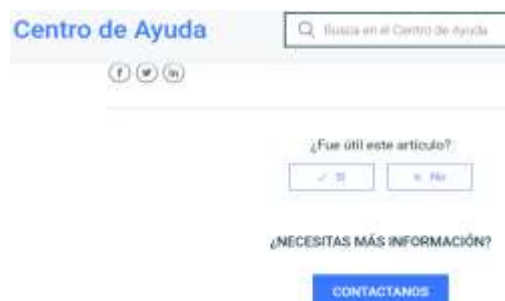 Centro de Ayuda
Busca en el Centro de Ayuda
¿Fue útil este artículo?
Sí
No
¿NECESITAS MÁS INFORMACIÓN?
CONTACTANOS